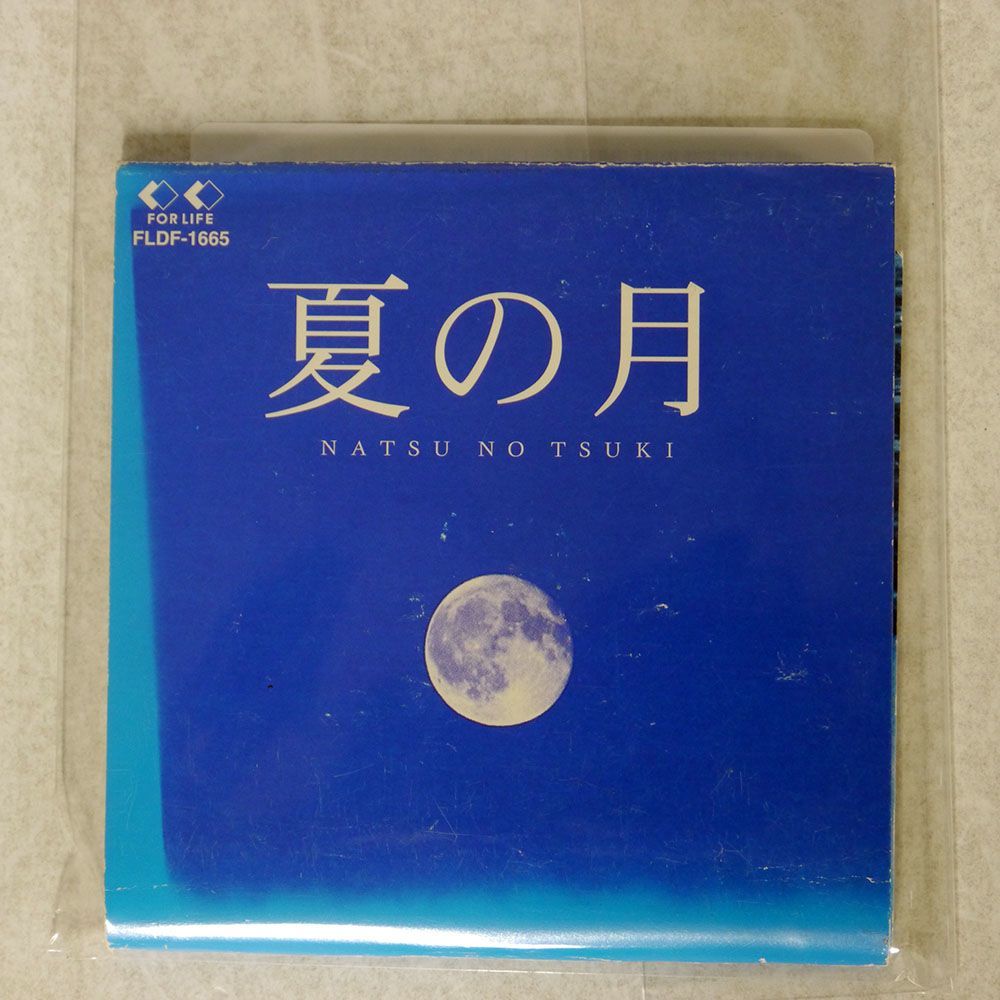 FOR LIFE
FLDF-1665
夏の月
NATSU NO TSUKI